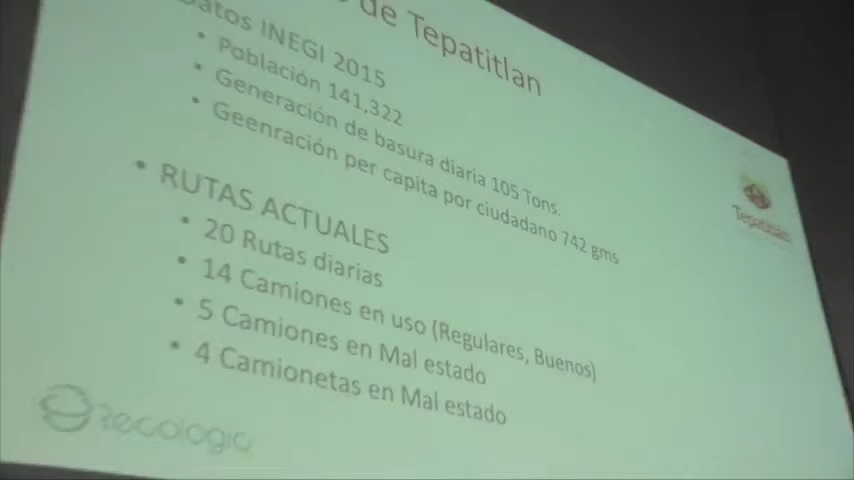 de Tepatitlan
Datos INEGI 2015
• Población 141,322
• Generación de basura diaria 105 Tons.
• Geenración per capita por ciudadano 742 gms
• RUTAS ACTUALES
• 20 Rutas diarias
• 14 Camiones en uso (Regulares, Buenos)
• 5 Camiones en Mal estado
• 4 Camionetas en Mal estado
Tepatitlán
Recologic